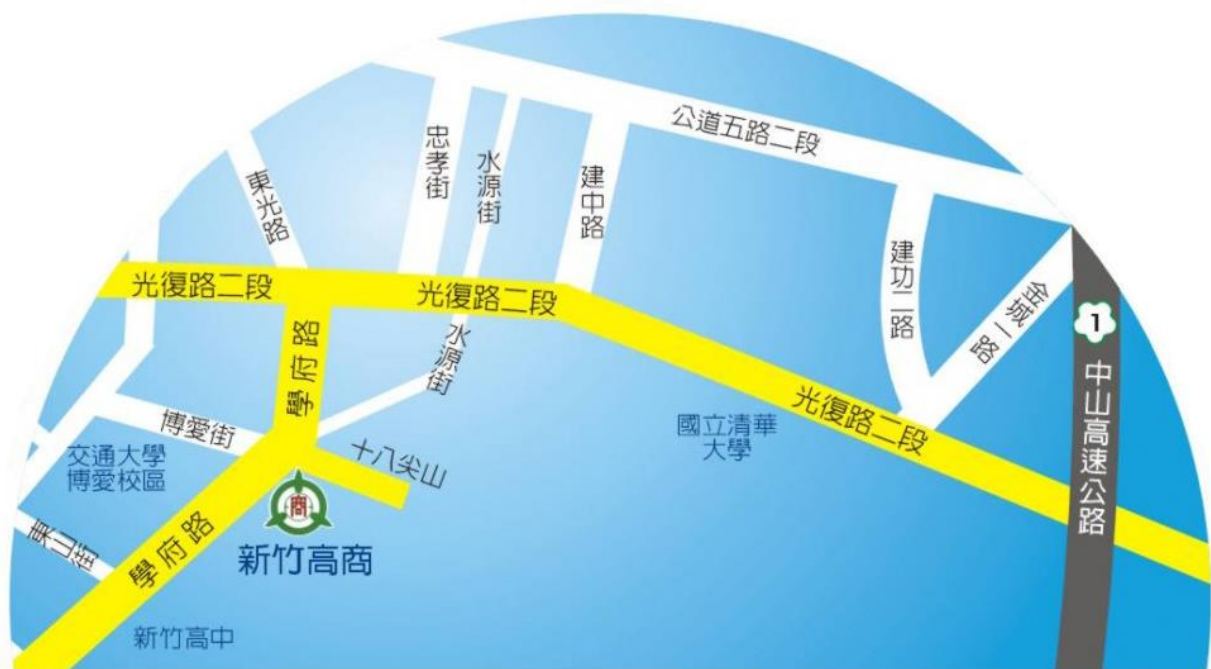 公道五路二段
忠孝街
水源街
建中路
東光路
建功二路
金城一路
1
中山高速公路
光復路二段
光復路二段
光復路二段
學府路
水源街
博愛街
十八尖山
交通大學
博愛校區
國立清華
大學
商
新竹高商
東山街
學府路
新竹高中